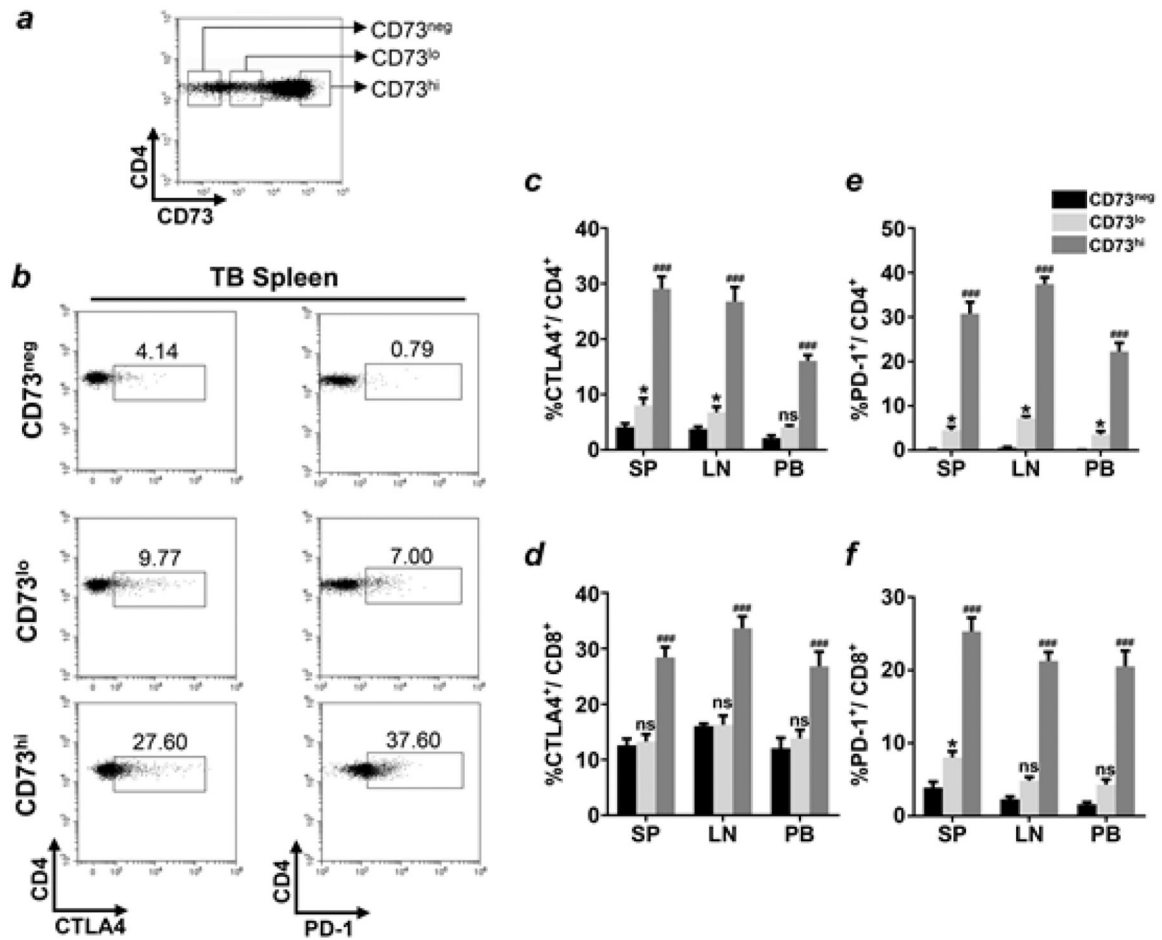 a
CD73neg
CD73lo
CD73hi
CD4
CD73
b
TB Spleen
CD73neg
4.14
0.79
CD73lo
9.77
7.00
CD73hi
27.60
37.60
CD4
CTLA4
CD4
PD-1
c
%CTLA4+/ CD4+
40
30
20
10
0
* ###
* ###
ns ###
SP LN PB
e
CD73neg
CD73lo
CD73hi
%PD-1+/ CD4+
50
40
30
20
10
0
* ###
* ###
* ###
SP LN PB
d
%CTLA4+/ CD8+
40
30
20
10
0
ns ###
ns ###
ns ###
SP LN PB
f
%PD-1+/ CD8+
30
20
10
0
* ###
ns ###
ns ###
SP LN PB